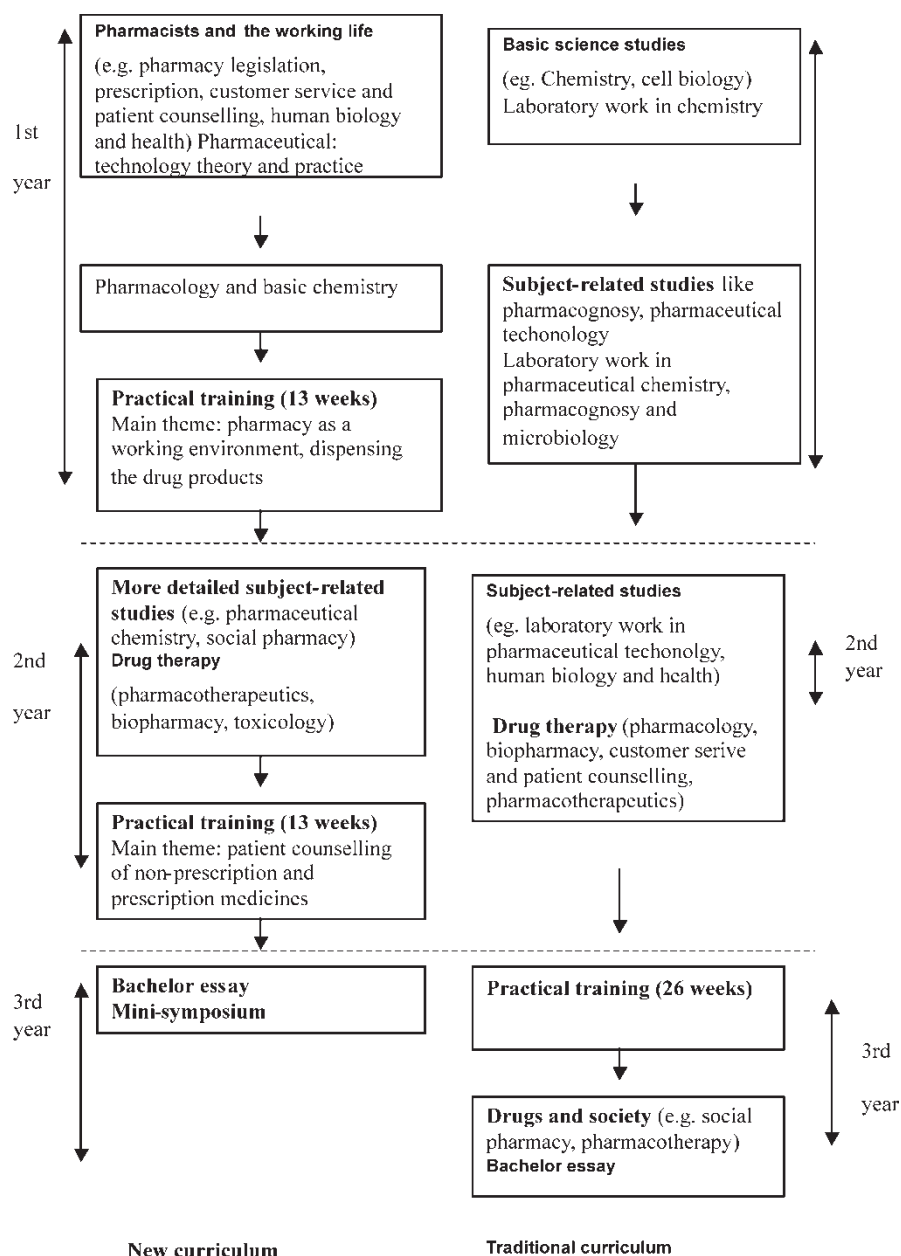 Pharmacists and the working life
(e.g. pharmacy legislation,
prescription, customer service and
patient counselling, human biology
and health) Pharmaceutical:
technology theory and practice
Basic science studies
(eg. Chemistry, cell biology)
Laboratory work in chemistry
1st
year
Pharmacology and basic chemistry
Subject-related studies like
pharmacognosy, pharmaceutical
techonology
Laboratory work in
pharmaceutical chemistry,
pharmacognosy and
microbiology
Practical training (13 weeks)
Main theme: pharmacy as a
working environment, dispensing
the drug products
More detailed subject-related
studies (e.g. pharmaceutical
chemistry, social pharmacy)
Drug therapy
(pharmacotherapeutics,
biopharmacy, toxicology)
Subject-related studies
(eg. laboratory work in
pharmaceutical techonolgy,
human biology and health)
Drug therapy (pharmacology,
biopharmacy, customer serive
and patient counselling,
pharmacotherapeutics)
2nd
year
2nd
year
Practical training (13 weeks)
Main theme: patient counselling
of non-prescription and
prescription medicines
Bachelor essay
Mini-symposium
Practical training (26 weeks)
3rd
year
3rd
year
Drugs and society (e.g. social
pharmacy, pharmacotherapy)
Bachelor essay
New curriculum
Traditional curriculum